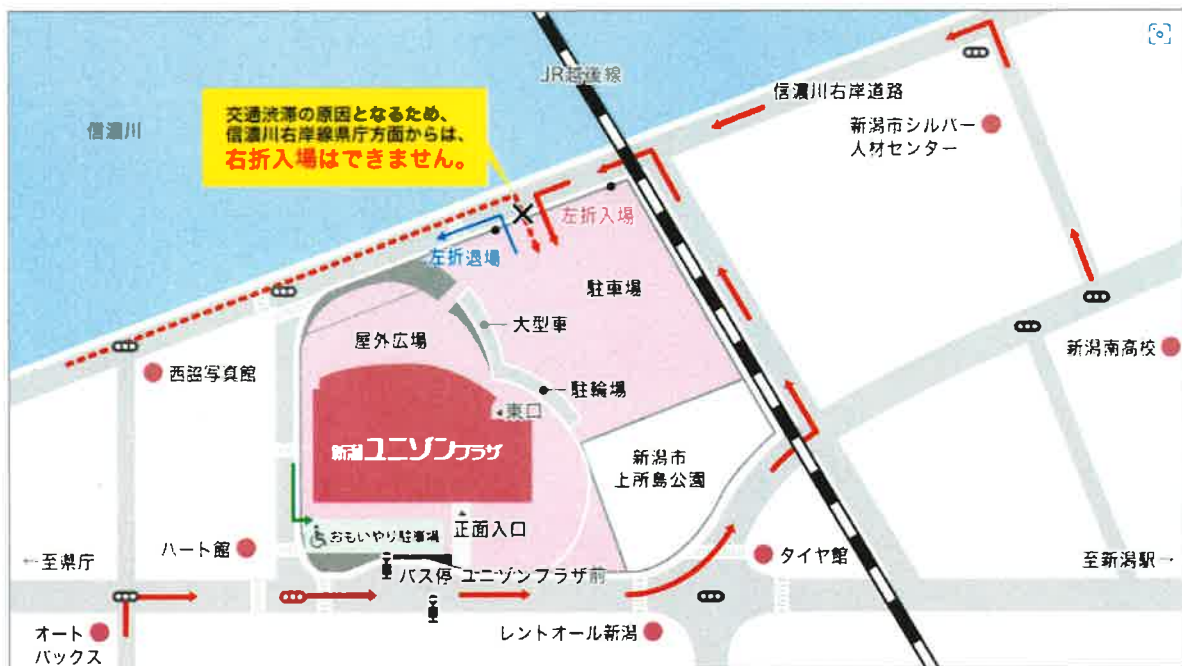 JR越後線
信濃川右岸道路
新潟市シルバー
人材センター
信濃川
交通渋滞の原因となるため、
信濃川右岸線県庁方面からは、
右折入場はできません。
左折入場
左折退場
駐車場
大型車
屋外広場
新潟南高校
西脇写真館
駐輪場
東口
新潟ユニゾンプラザ
新潟市
上所島公園
おもいやり駐車場
正面入口
ハート館
タイヤ館
←至県庁
至新潟駅→
バス停 ユニゾンプラザ前
オート
バックス
レントオール新潟